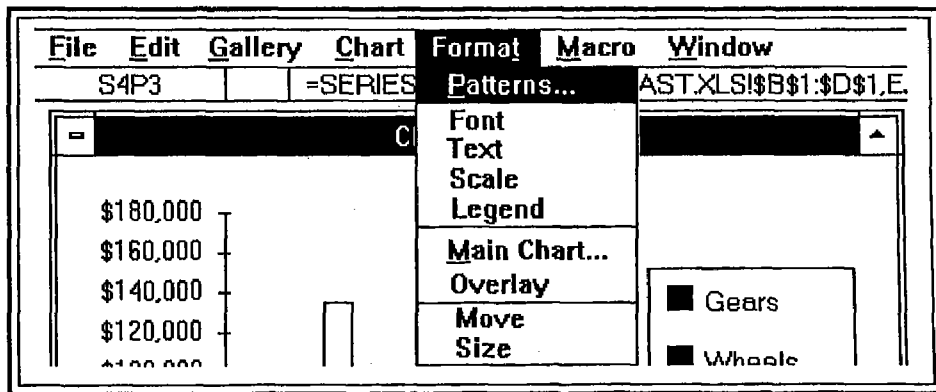 File Edit Gallery Chart Format Macro Window
S4P3 =SERIES AST.XLS!$B$1:$D$1,E.
Patterns...
Font
Text
Scale
Legend
Main Chart...
Overlay
Move
Size
$180,000
$160,000
$140,000
$120,000
Gears
Wheels